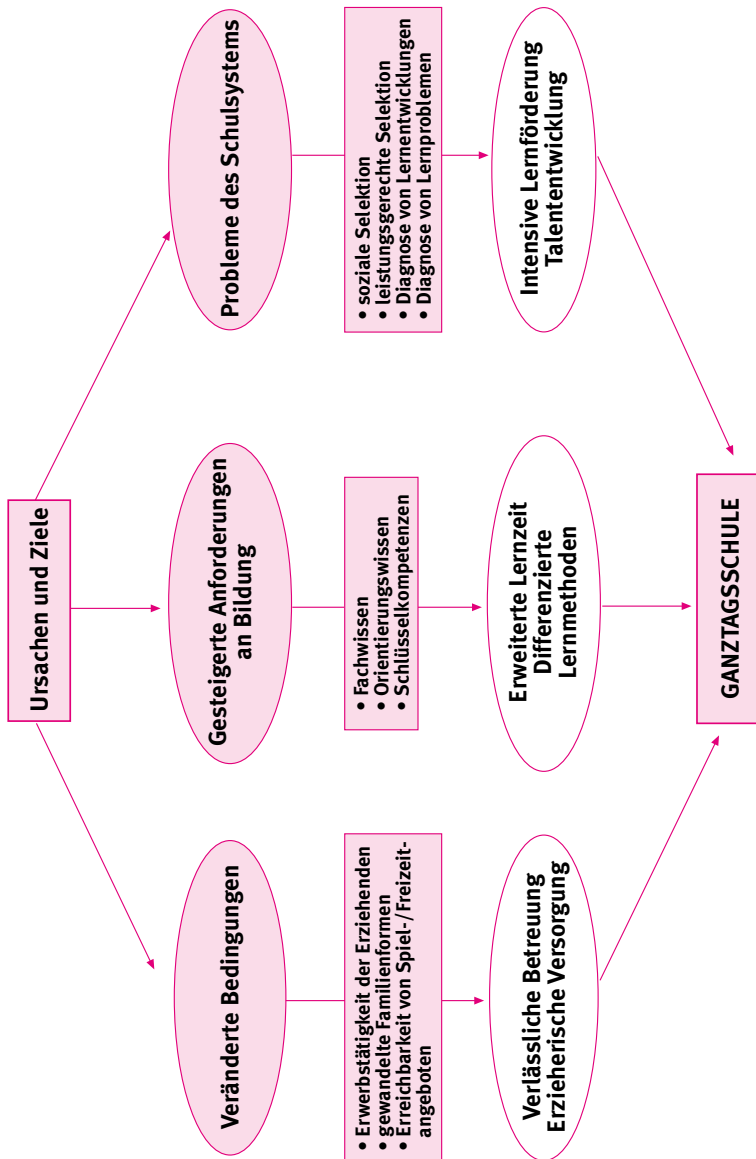 Ursachen und Ziele
Veränderte Bedingungen
• Erwerbstätigkeit der Erziehenden
• gewandelte Familienformen
• Erreichbarkeit von Spiel-/Freizeit-
angeboten
Verlässliche Betreuung
Erzieherische Versorgung
Gesteigerte Anforderungen
an Bildung
• Fachwissen
• Orientierungswissen
• Schlüsselkompetenzen
Erweiterte Lernzeit
Differenzierte
Lernmethoden
Probleme des Schulsystems
• soziale Selektion
• leistungsgerechte Selektion
• Diagnose von Lernentwicklungen
• Diagnose von Lernproblemen
Intensive Lernförderung
Talententwicklung
GANZTAGSSCHULE